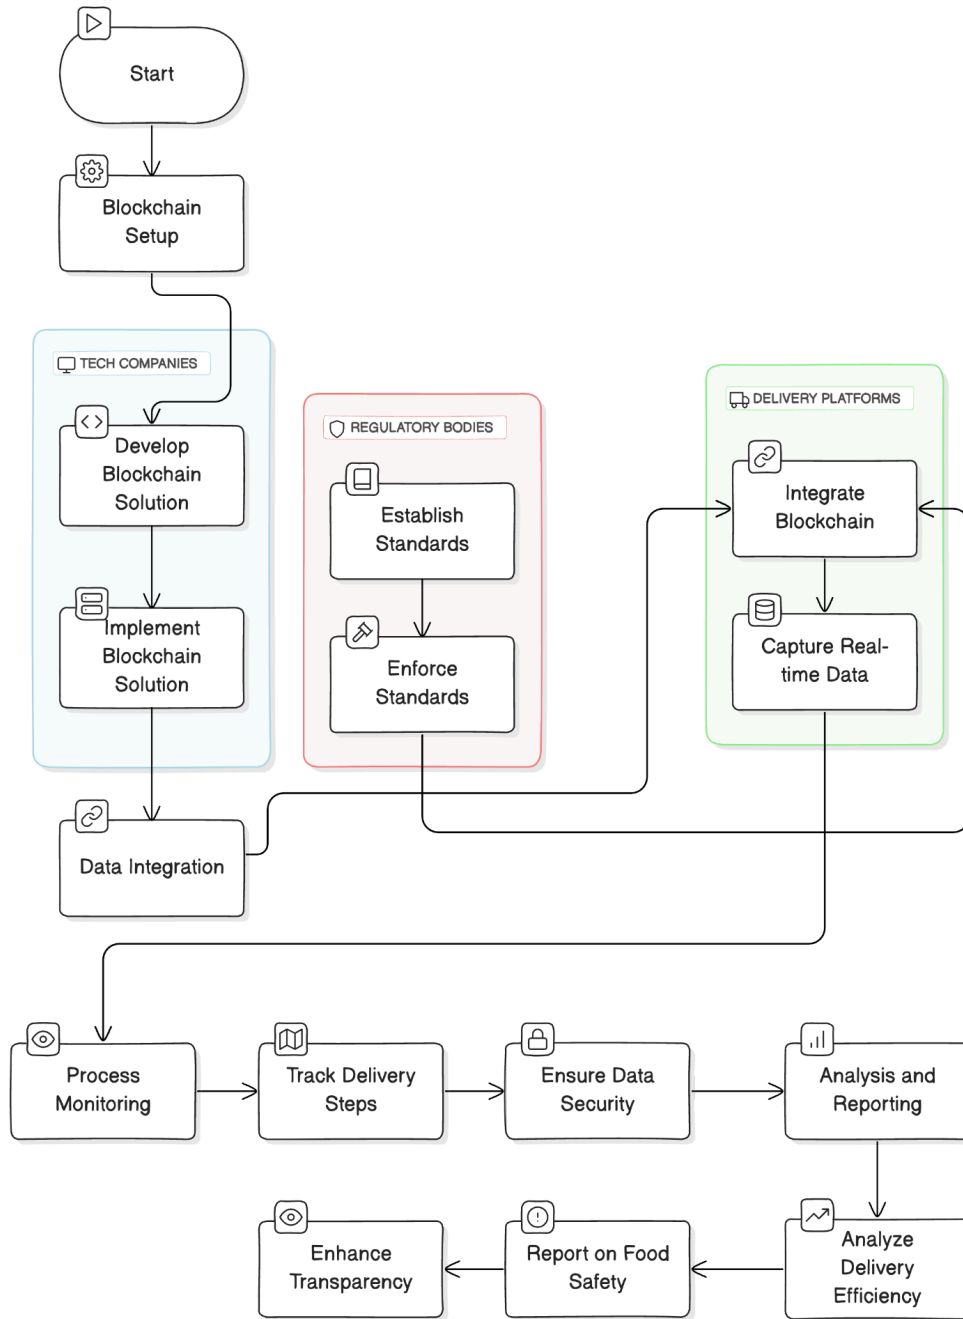 Start
Blockchain
Setup
TECH COMPANIES
Develop
Blockchain
Solution
Implement
Blockchain
Solution
Data Integration
REGULATORY BODIES
Establish
Standards
Enforce
Standards
DELIVERY PLATFORMS
Integrate
Blockchain
Capture Real-
time Data
Process
Monitoring
Track Delivery
Steps
Ensure Data
Security
Analysis and
Reporting
Analyze
Delivery
Efficiency
Report on Food
Safety
Enhance
Transparency